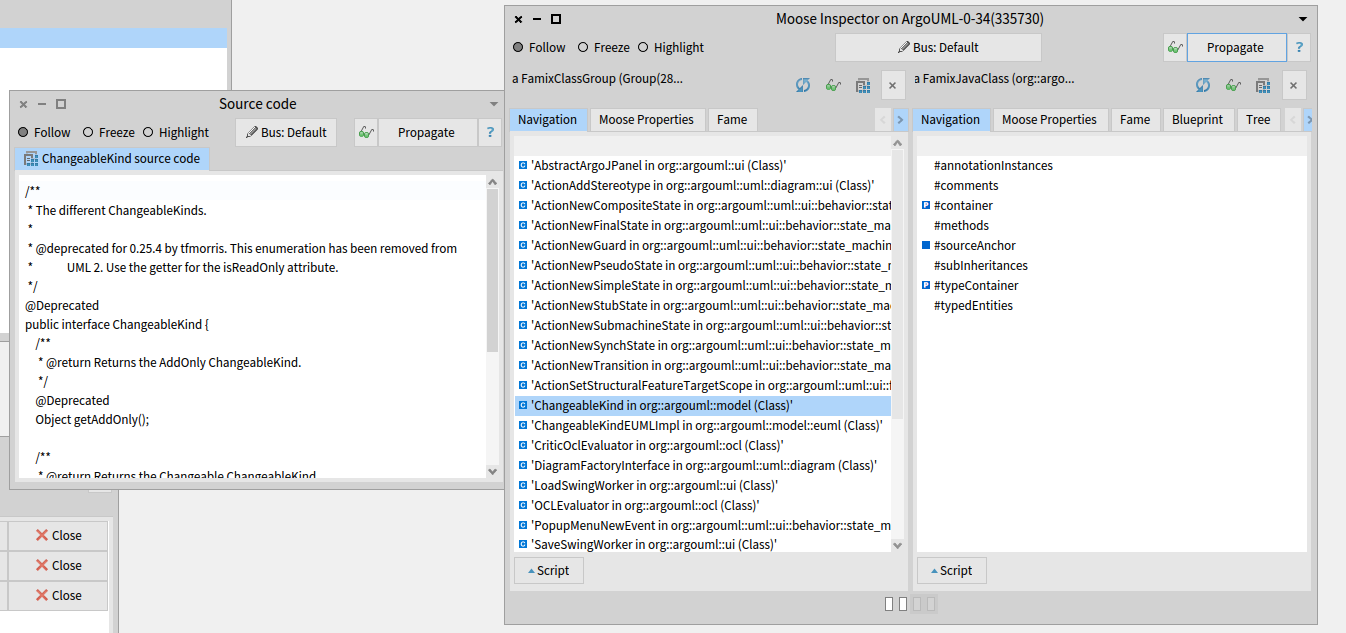 Source code
Follow Freeze Highlight Bus: Default Propagate ?
ChangeableKind source code
/**
* The different ChangeableKinds.
*
* @deprecated for 0.25.4 by tfmorris. This enumeration has been removed from
* UML 2. Use the getter for the isReadOnly attribute.
*/
@Deprecated
public interface ChangeableKind {
/**
* @return Returns the AddOnly ChangeableKind.
*/
@Deprecated
Object getAddOnly();
/**
* @return Returns the Changeable ChangeableKind.
Close
Close
Close
Moose Inspector on ArgoUML-0-34(335730)
Follow Freeze Highlight Bus: Default Propagate ?
a FamixClassGroup (Group(28...
Navigation Moose Properties Fame
'AbstractArgoJPanel in org::argouml::ui (Class)'
'ActionAddStereotype in org::argouml::uml::diagram::ui (Class)'
'ActionNewCompositeState in org::argouml::uml::ui::behavior::stat
'ActionNewFinalState in org::argouml::uml::ui::behavior::state_ma
'ActionNewGuard in org::argouml::uml::ui::behavior::state_machin
'ActionNewPseudoState in org::argouml::uml::ui::behavior::state_r
'ActionNewSimpleState in org::argouml::uml::ui::behavior::state_n
'ActionNewStubState in org::argouml::uml::ui::behavior::state_ma
'ActionNewSubmachineState in org::argouml::uml::ui::behavior::st
'ActionNewSynchState in org::argouml::uml::ui::behavior::state_m
'ActionNewTransition in org::argouml::uml::ui::behavior::state_ma
'ActionSetStructuralFeatureTargetScope in org::argouml::uml::ui::f
'ChangeableKind in org::argouml::model (Class)'
'ChangeableKindEUMLImpl in org::argouml::model::euml (Class)'
'CriticOclEvaluator in org::argouml::ocl (Class)'
'DiagramFactoryInterface in org::argouml::uml::diagram (Class)'
'LoadSwingWorker in org::argouml::ui (Class)'
'OCLEvaluator in org::argouml::ocl (Class)'
'PopupMenuNewEvent in org::argouml::uml::ui::behavior::state_m
'SaveSwingWorker in org::argouml::ui (Class)'
Script
a FamixJavaClass (org::argo...
Navigation Moose Properties Fame Blueprint Tree
#annotationInstances
#comments
#container
#methods
#sourceAnchor
#subInheritances
#typeContainer
#typedEntities
Script